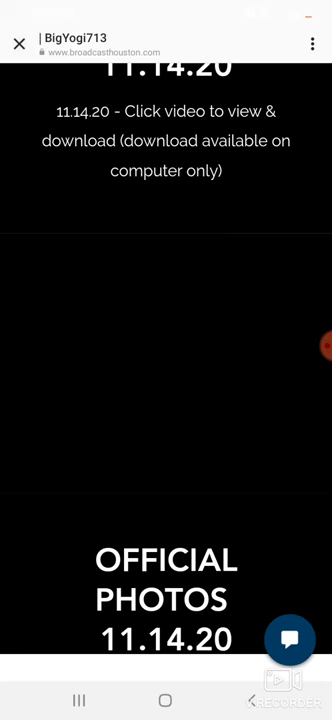 | BigYogi713
www.broadcasthouston.com
11.14.20
11.14.20 - Click video to view &
download (download available on
computer only)
OFFICIAL
PHOTOS
11.14.20